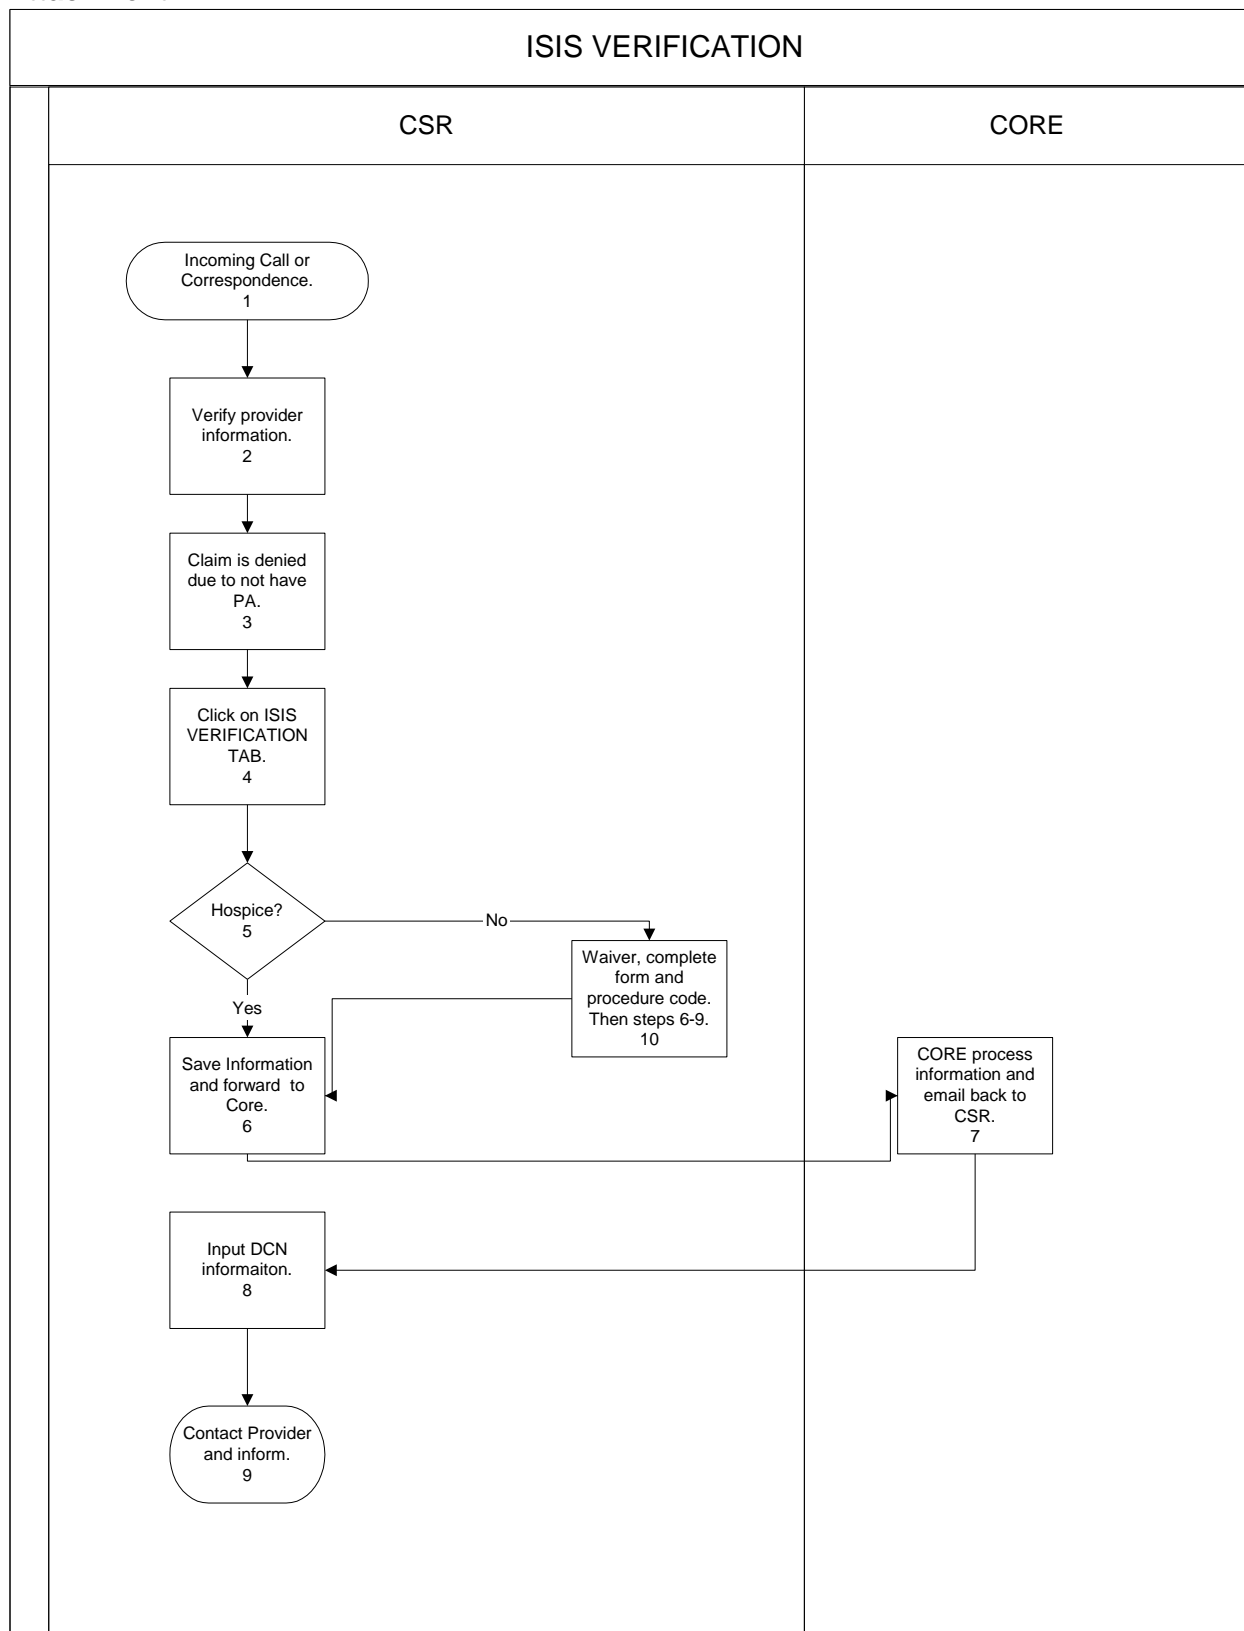 ISIS VERIFICATION
CSR
CORE
Incoming Call or
Correspondence.
1
Verify provider
information.
2
Claim is denied
due to not have
PA.
3
Click on ISIS
VERIFICATION
TAB.
4
Hospice?
5
No
Yes
Waiver, complete
form and
procedure code.
Then steps 6-9.
10
Save Information
and forward to
Core.
6
CORE process
information and
email back to
CSR.
7
Input DCN
informaiton.
8
Contact Provider
and inform.
9